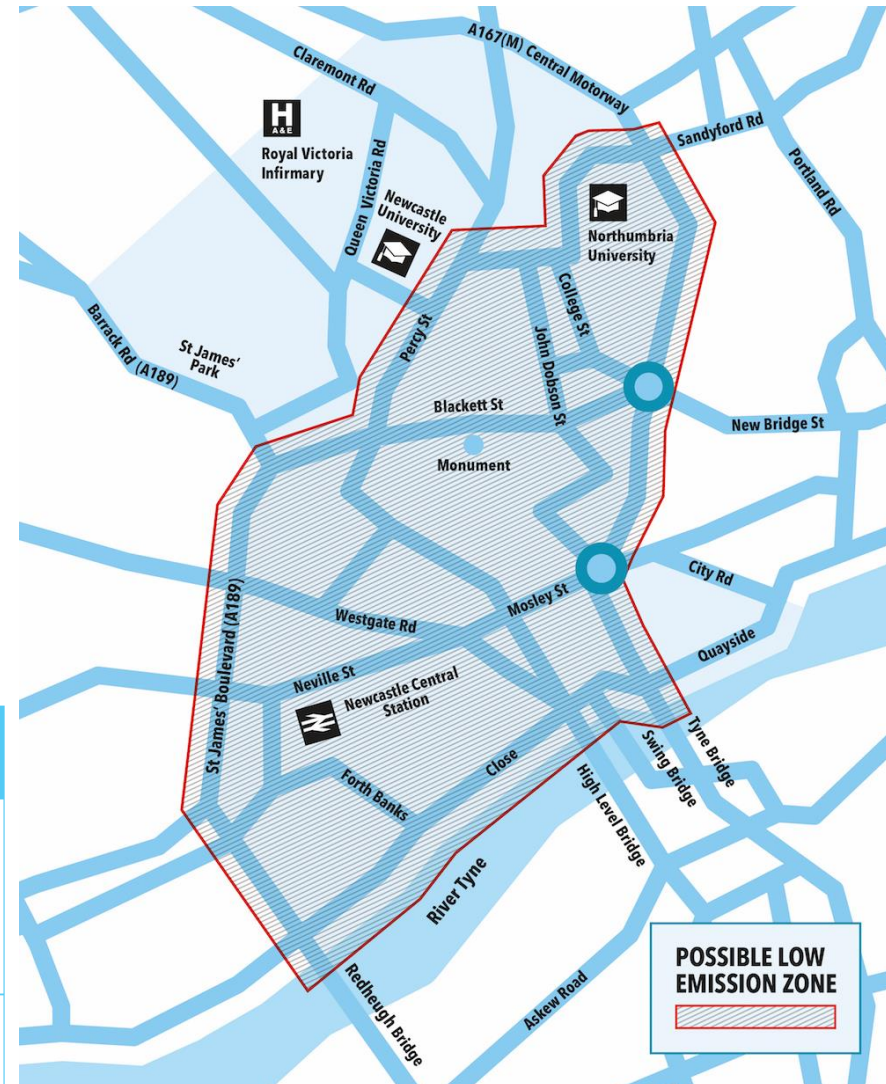 A167(M) Central Motorway
Claremont Rd
H
A&E
Royal Victoria
Infirmary
Queen Victoria Rd
Newcastle
University
Sandyford Rd
Portland Rd
Northumbria
University
College St
John Dobson St
Percy St
Barrack Rd (A189)
St James'
Park
Blackett St
Monument
New Bridge St
St James' Boulevard (A189)
Westgate Rd
Mosley St
City Rd
Quayside
Neville St
Newcastle Central
Station
Forth Banks
Close
Tyne Bridge
Swing Bridge
High Level Bridge
River Tyne
Redheugh Bridge
Askew Road
POSSIBLE LOW
EMISSION ZONE